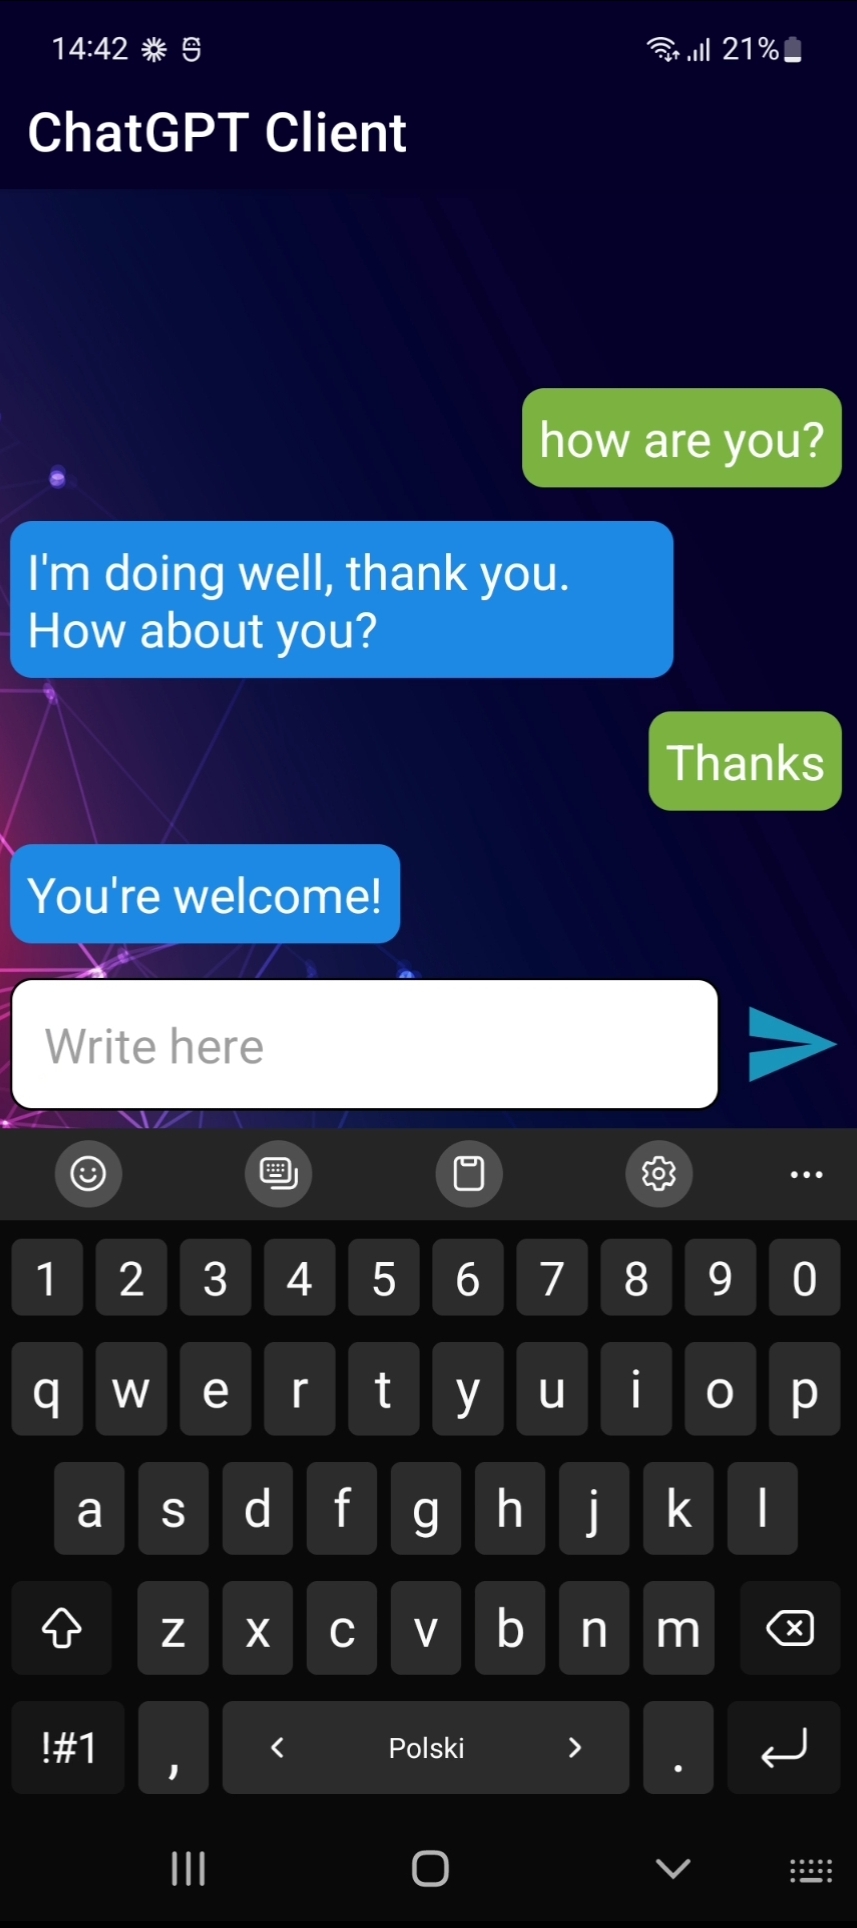 14:42
21%
ChatGPT Client
how are you?
I'm doing well, thank you.
How about you?
Thanks
You're welcome!
Write here
1 2 3 4 5 6 7 8 9 0
q w e r t y u i o p
a s d f g h j k l
z x c v b n m
!#1 , < Polski > .